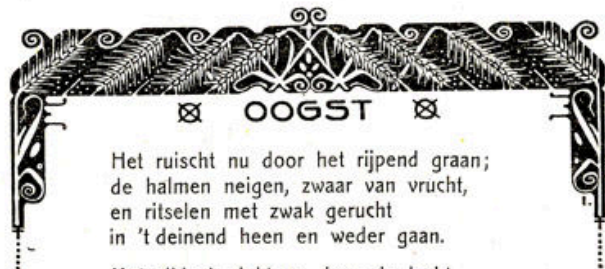 OOGST
Het ruischt nu door het rijpend graan;
de halmen neigen, zwaar van vrucht,
en ritselen met zwak gerucht
in 't deinend heen en weder gaan.